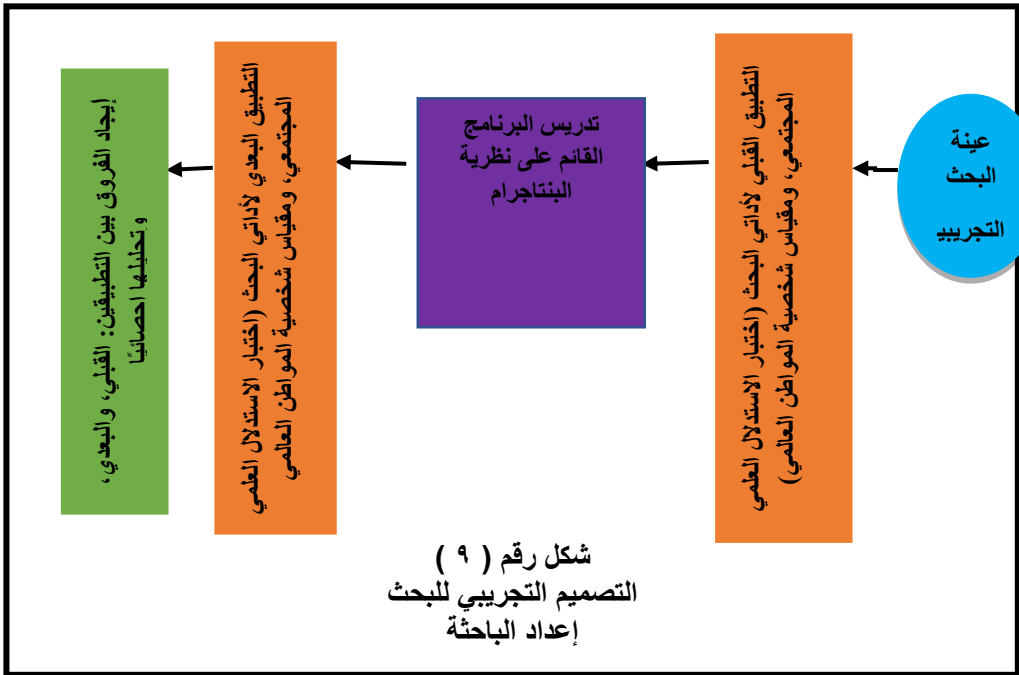 عينة
البحث
التجريبي
التطبيق القبلي لأداتي البحث (اختبار الاستدلال العلمي
المجتمعي، ومقياس شخصية المواطن العالمي)
تدريس البرنامج
القائم على نظرية
البنتاجرام
التطبيق البعدي لأداتي البحث (اختبار الاستدلال العلمي
المجتمعي، ومقياس شخصية المواطن العالمي
إيجاد الفروق بين التطبيقين: القبلي، والبعدي،
وتحليلها احصائيًا
شكل رقم ( ٩ )
التصميم التجريبي للبحث
إعداد الباحثة